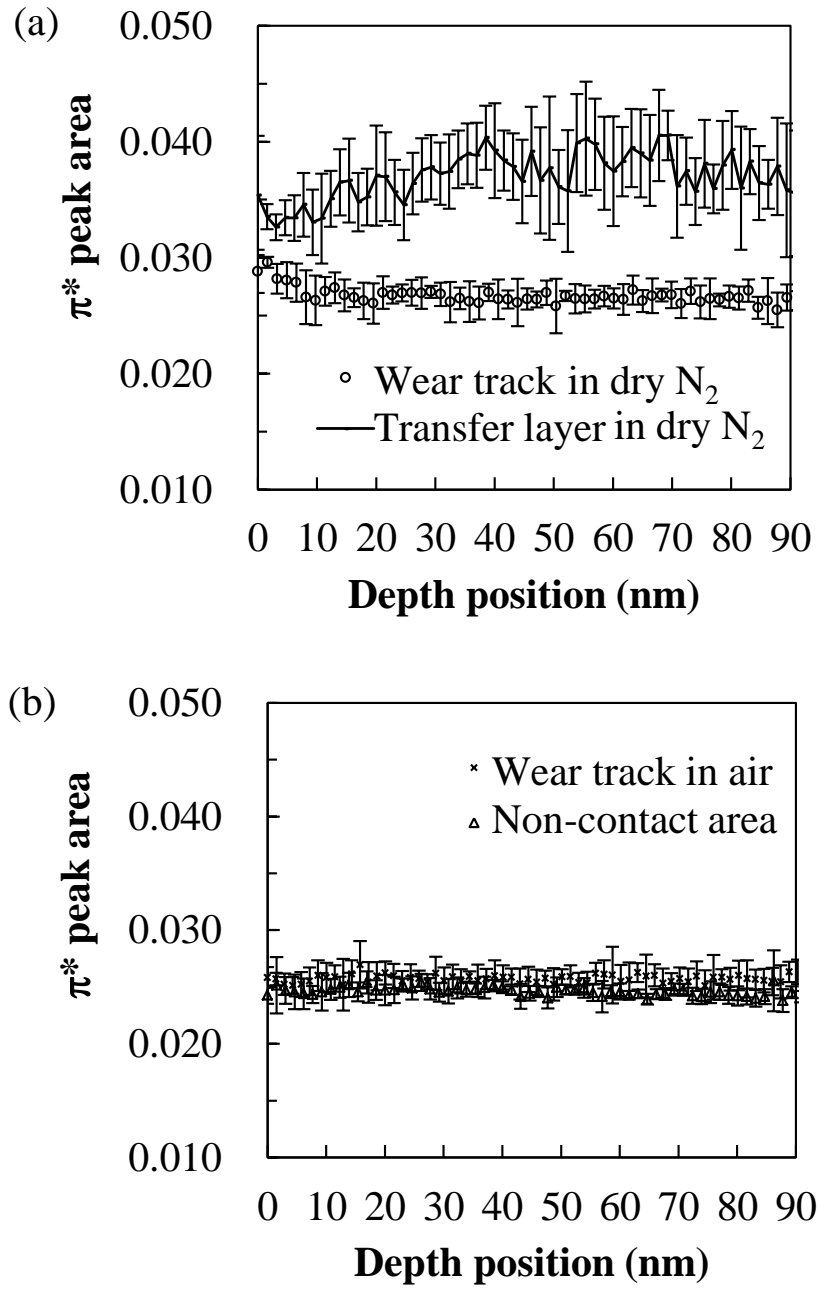 (a)
0.050
0.040
0.030
0.020
0.010
π* peak area
Wear track in dry N2
Transfer layer in dry N2
0 10 20 30 40 50 60 70 80 90
Depth position (nm)
(b)
0.050
0.040
0.030
0.020
0.010
π* peak area
Wear track in air
Non-contact area
0 10 20 30 40 50 60 70 80 90
Depth position (nm)